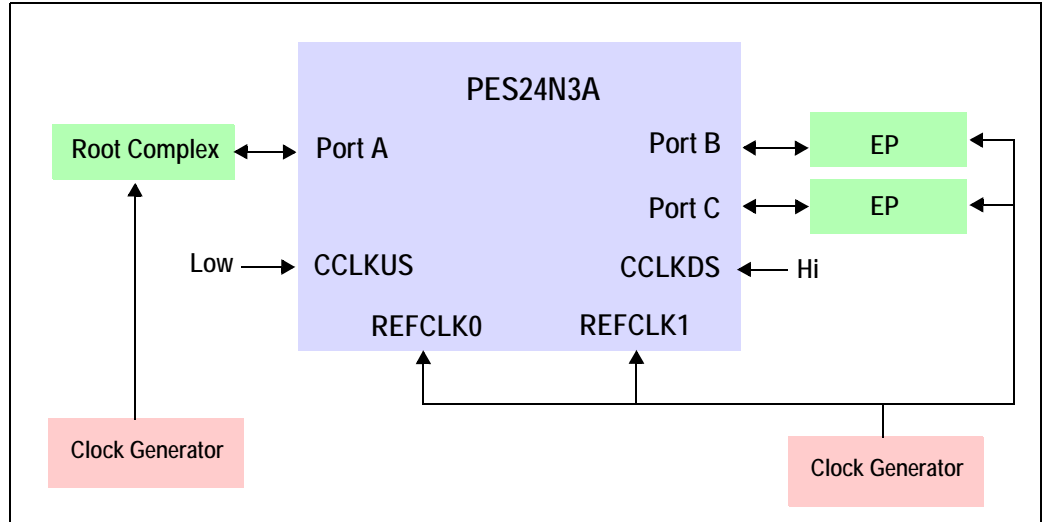 PES24N3A
Root Complex
Port A
Port B
EP
Port C
EP
Low
CCLKUS
CCLKDS
Hi
REFCLK0
REFCLK1
Clock Generator
Clock Generator